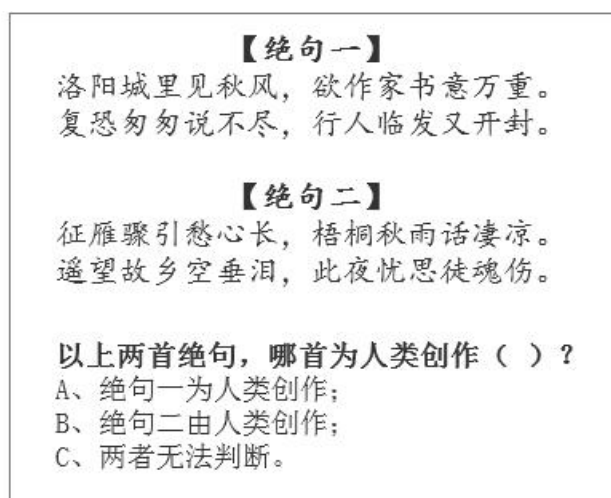 【绝句一】
洛阳城里见秋风，欲作家书意万重。
复恐匆匆说不尽，行人临发又开封。
【绝句二】
征雁骤引愁心长，梧桐秋雨话凄凉。
遥望故乡空垂泪，此夜忧思徒魂伤。
以上两首绝句，哪首为人类创作（ ）？
A、绝句一为人类创作；
B、绝句二由人类创作；
C、两者无法判断。